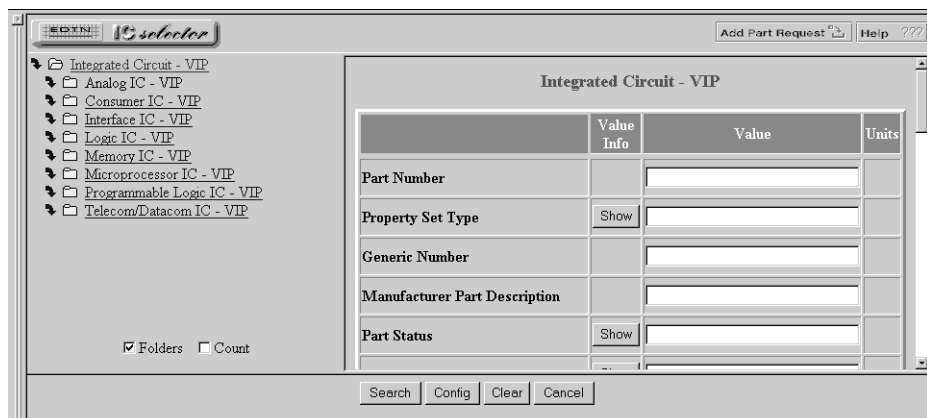 EDTN IC selector
Add Part Request Help ???
Integrated Circuit - VIP
Analog IC - VIP
Consumer IC - VIP
Interface IC - VIP
Logic IC - VIP
Memory IC - VIP
Microprocessor IC - VIP
Programmable Logic IC - VIP
Telecom/Datacom IC - VIP
Folders Count
Integrated Circuit - VIP
Value Info Value Units
Part Number
Property Set Type Show
Generic Number
Manufacturer Part Description
Part Status Show
Search Config Clear Cancel